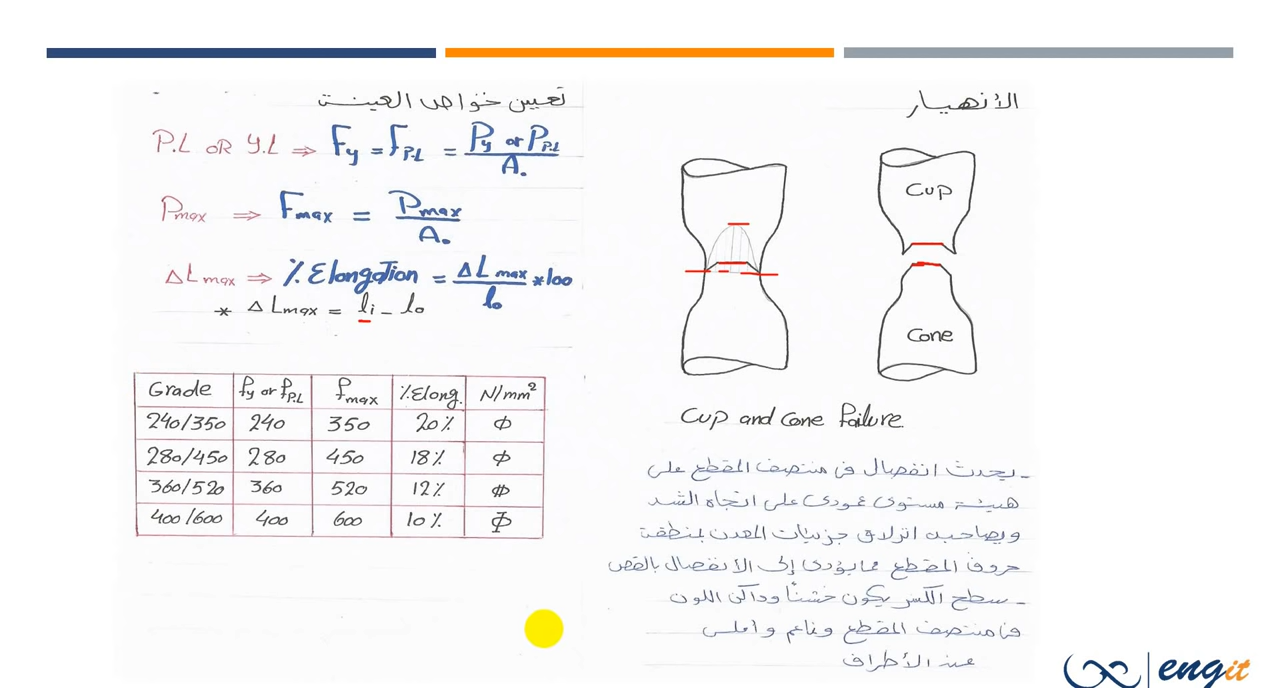 تعيين خواص العينة
P.L OR Y.L ⇒ Fy = FP.L = Py or PP.L / A.
Pmax ⇒ Fmax = Pmax / A.
ΔLmax ⇒ % Elongation = ΔLmax / l. * 100
* ΔLmax = li - lo
Grade fy or fP.L fmax %Elong. N/mm²
240/350 240 350 20% Φ
280/450 280 450 18% Φ
360/520 360 520 12%
400/600 400 600 10%
الأنهيار
Cup
Cone
Cup and Cone Failure
- يحدث انفصال فى منتصف المقطع على
هيئة مستوى عمودى على اتجاه الشد
ويصاحبه انزلاق جزيئات المعدن بمنطقة
حروف المقطع مما يؤدى إلى الأنفصال بالقص
- سطح الكسر يكون خشناً وداكن اللون
فى منتصف المقطع وناعم وأملس
عند الأطراف
engit